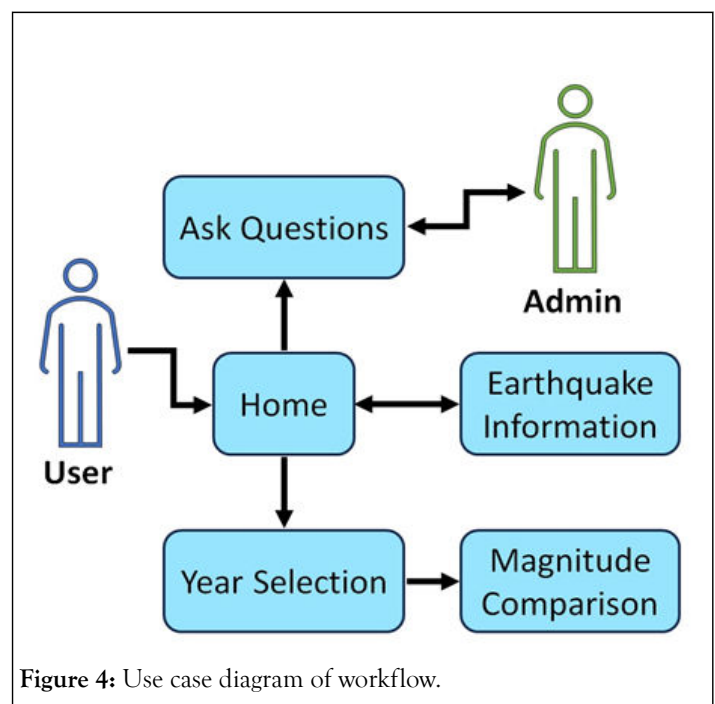 Ask Questions
Admin
User
Home
Earthquake
Information
Year Selection
Magnitude
Comparison
Figure 4: Use case diagram of workflow.